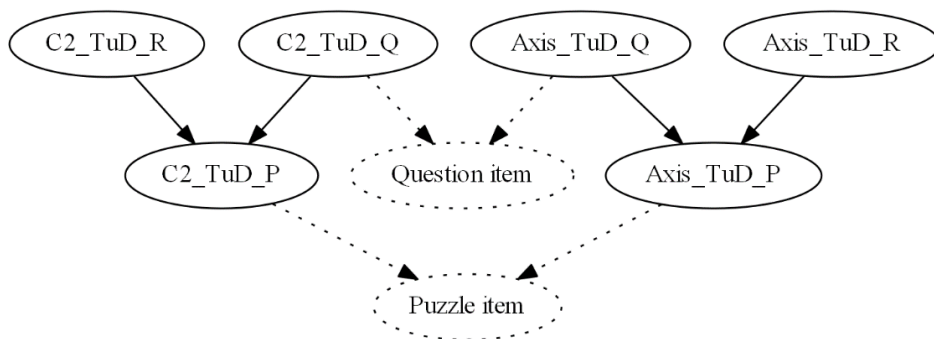 C2_TuD_R
C2_TuD_Q
Axis_TuD_Q
Axis_TuD_R
C2_TuD_P
Question item
Axis_TuD_P
Puzzle item